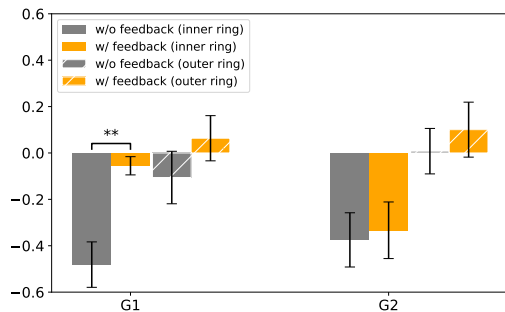 0.6
0.4
0.2
0.0
−0.2
−0.4
−0.6
w/o feedback (inner ring)
w/ feedback (inner ring)
w/o feedback (outer ring)
w/ feedback (outer ring)
**
G1 G2